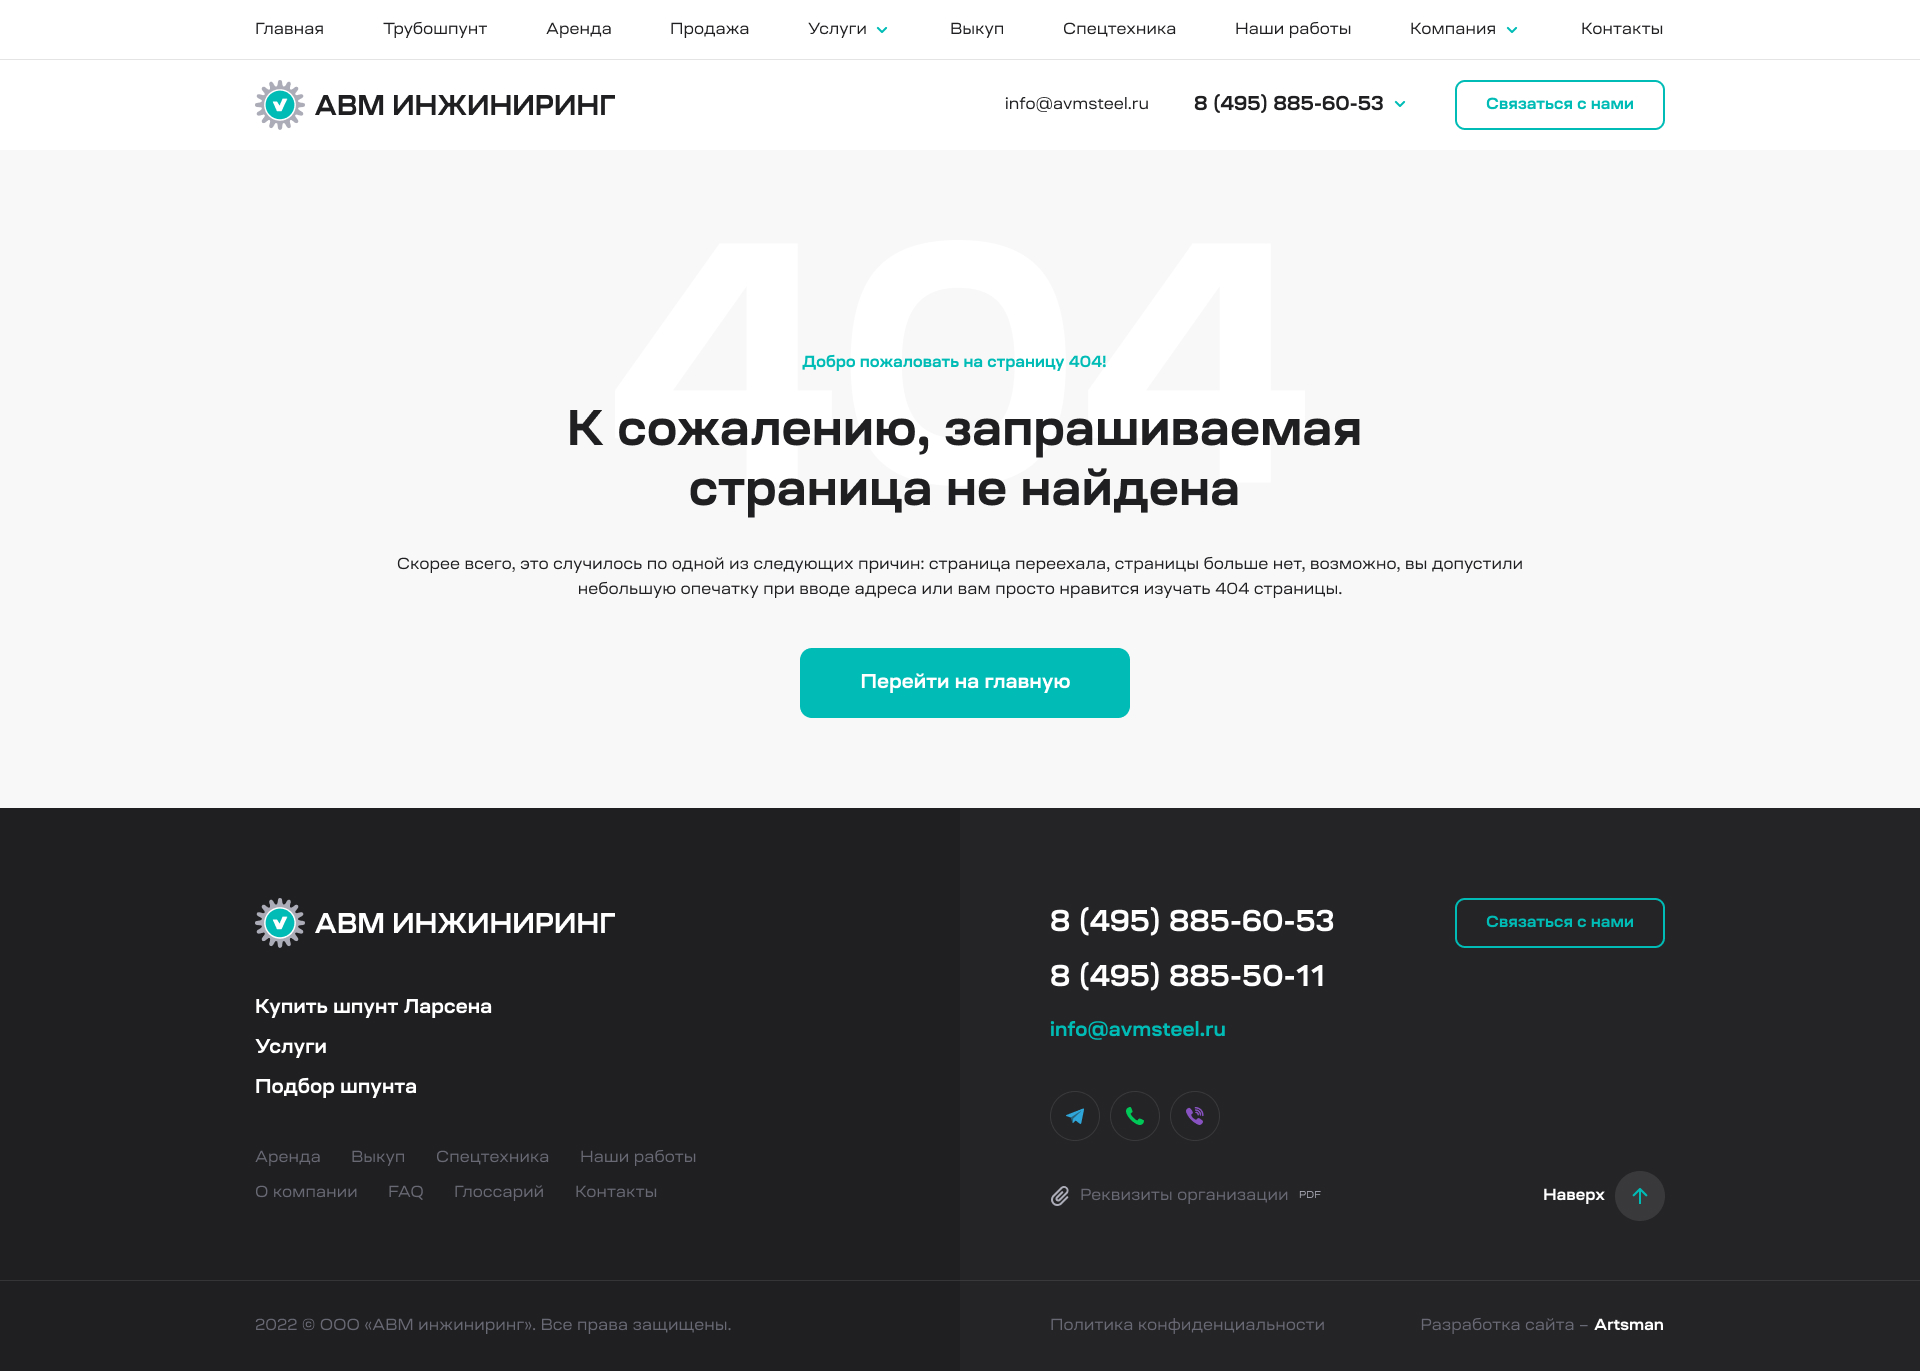 Главная Трубошпунт Аренда Продажа Услуги Выкуп Спецтехника Наши работы Компания Контакты
АВМ ИНЖИНИРИНГ info@avmsteel.ru 8 (495) 885-60-53 Связаться с нами
404
Добро пожаловать на страницу 404!
К сожалению, запрашиваемая
страница не найдена
Скорее всего, это случилось по одной из следующих причин: страница переехала, страницы больше нет, возможно, вы допустили
небольшую опечатку при вводе адреса или вам просто нравится изучать 404 страницы.
Перейти на главную
АВМ ИНЖИНИРИНГ
Купить шпунт Ларсена
Услуги
Подбор шпунта
Аренда Выкуп Спецтехника Наши работы
О компании FAQ Глоссарий Контакты
8 (495) 885-60-53
8 (495) 885-50-11
info@avmsteel.ru
Связаться с нами
Реквизиты организации PDF
Наверх
2022 © ООО «АВМ инжиниринг». Все права защищены.
Политика конфиденциальности
Разработка сайта – Artsman